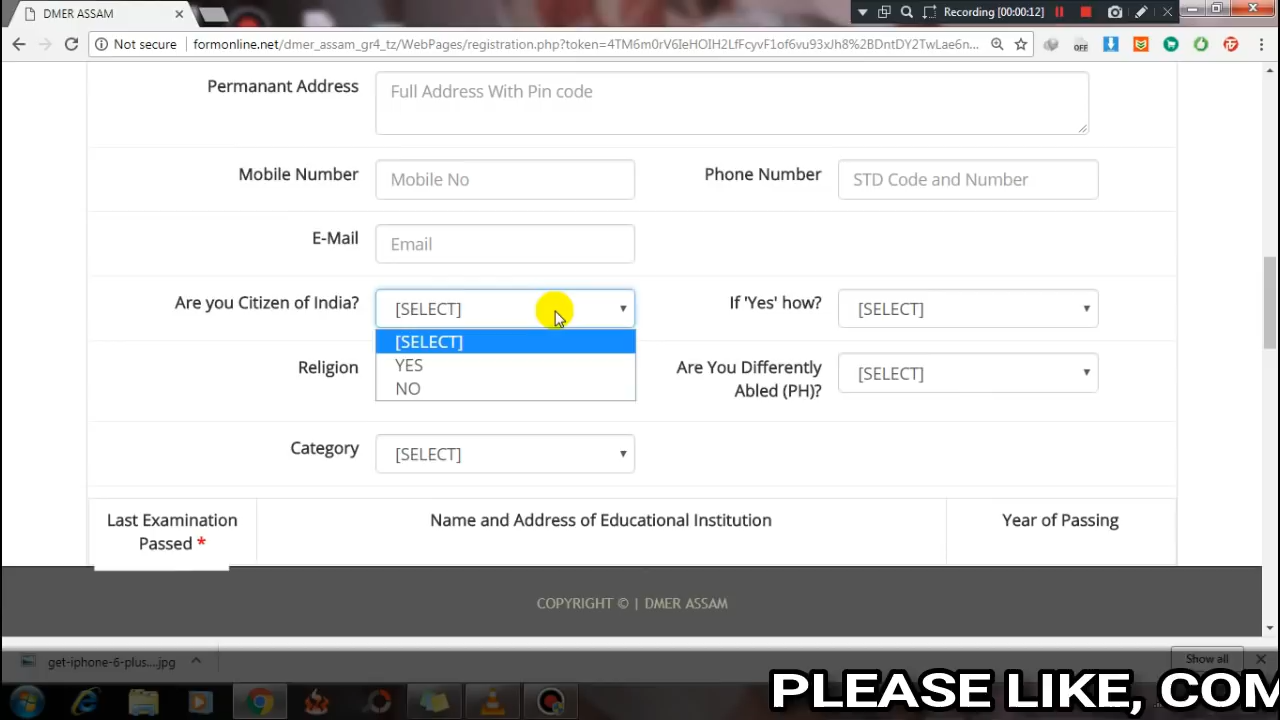 DMER ASSAM
Recording [00:00:12]
Not secure | formonline.net/dmer_assam_gr4_tz/WebPages/registration.php?token=4TM6m0rV6IeHOIH2LfFcyvF1of6vu93xJh8%2BDntDY2TwLae6n...
OFF
Permanant Address
Full Address With Pin code
Mobile Number
Mobile No
Phone Number
STD Code and Number
E-Mail
Email
Are you Citizen of India?
[SELECT]
If 'Yes' how?
[SELECT]
[SELECT]
YES
NO
Religion
Are You Differently
Abled (PH)?
[SELECT]
Category
[SELECT]
Last Examination
Passed *
Name and Address of Educational Institution
Year of Passing
COPYRIGHT © | DMER ASSAM
get-iphone-6-plus....jpg
Show all
PLEASE LIKE, COM